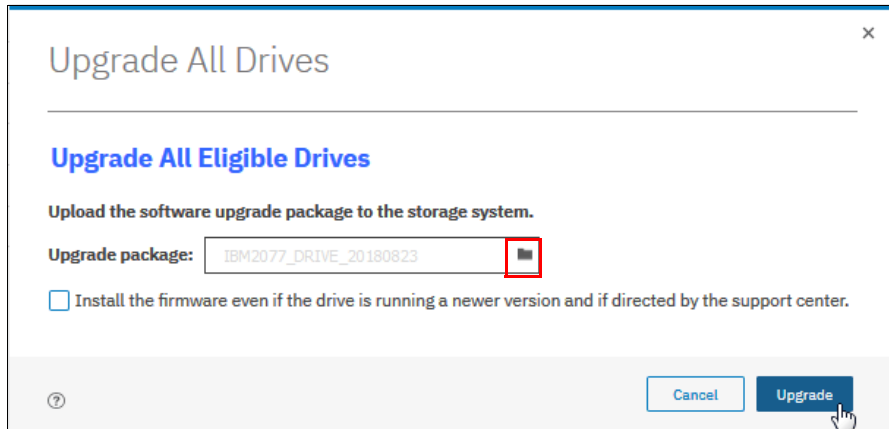 Upgrade All Drives
Upgrade All Eligible Drives
Upload the software upgrade package to the storage system.
Upgrade package: IBM2077_DRIVE_20180823
Install the firmware even if the drive is running a newer version and if directed by the support center.
Cancel Upgrade